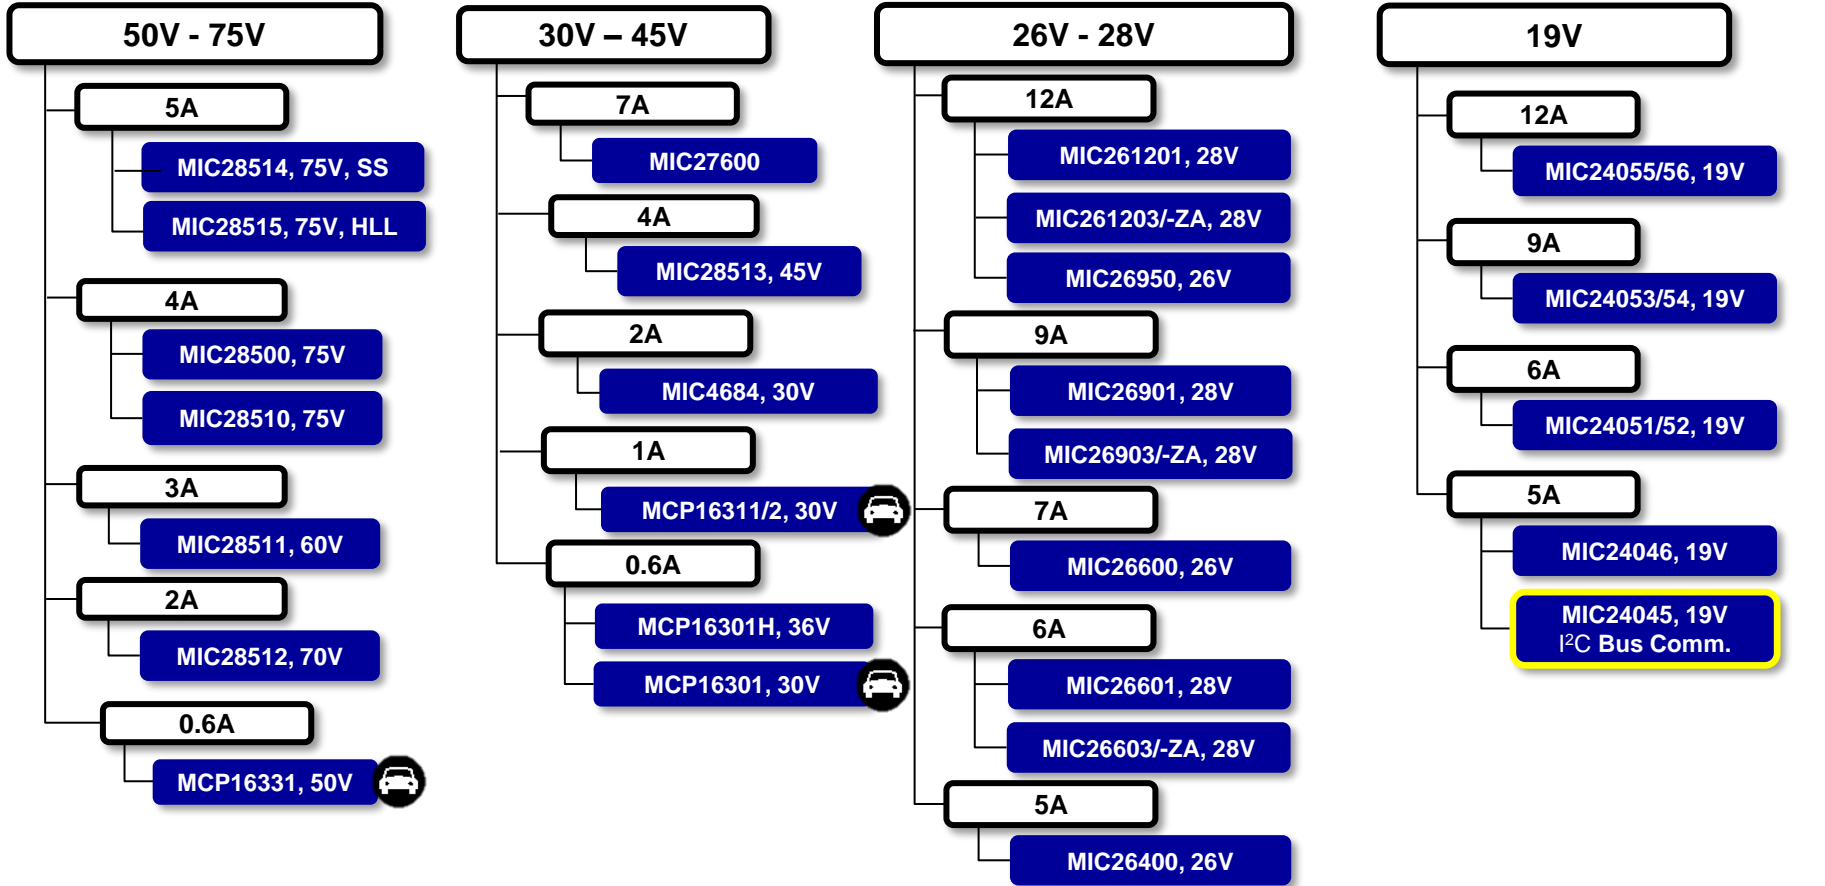 50V - 75V
5A
MIC28514, 75V, SS
MIC28515, 75V, HLL
4A
MIC28500, 75V
MIC28510, 75V
3A
MIC28511, 60V
2A
MIC28512, 70V
0.6A
MCP16331, 50V
30V – 45V
7A
MIC27600
4A
MIC28513, 45V
2A
MIC4684, 30V
1A
MCP16311/2, 30V
0.6A
MCP16301H, 36V
MCP16301, 30V
26V - 28V
12A
MIC261201, 28V
MIC261203/-ZA, 28V
MIC26950, 26V
9A
MIC26901, 28V
MIC26903/-ZA, 28V
7A
MIC26600, 26V
6A
MIC26601, 28V
MIC26603/-ZA, 28V
5A
MIC26400, 26V
19V
12A
MIC24055/56, 19V
9A
MIC24053/54, 19V
6A
MIC24051/52, 19V
5A
MIC24046, 19V
MIC24045, 19V
I²C Bus Comm.